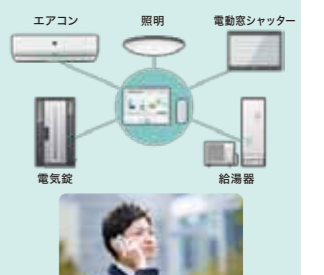 エアコン
照明
電動窓シャッター
電気錠
給湯器